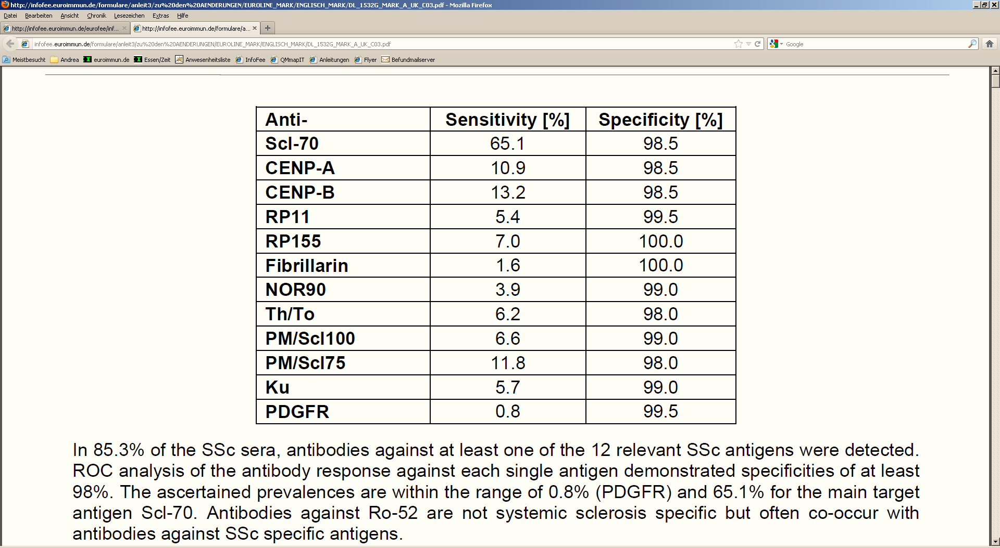 http://infofee.euroimmun.de/formulare/anleit3/zu%20den%20AENDERUNGEN/EUROLINE_MARK/ENGLISCH_MARK/DL_1532G_MARK_A_UK_C03.pdf - Mozilla Firefox
Datei Bearbeiten Ansicht Chronik Lesezeichen Extras Hilfe
http://infofee.euroimmun.de/eurofee/inf... http://infofee.euroimmun.de/formulare/a...
infofee.euroimmun.de/formulare/anleit3/zu%20den%20AENDERUNGEN/EUROLINE_MARK/ENGLISCH_MARK/DL_1532G_MARK_A_UK_C03.pdf Google
Meistbesucht Andrea euroimmun.de Essen/Zeit Anwesenheitsliste InfoFee QMmapIT Anleitungen Flyer Befundmailserver
Anti- Sensitivity [%] Specificity [%]
Scl-70 65.1 98.5
CENP-A 10.9 98.5
CENP-B 13.2 98.5
RP11 5.4 99.5
RP155 7.0 100.0
Fibrillarin 1.6 100.0
NOR90 3.9 99.0
Th/To 6.2 98.0
PM/Scl100 6.6 99.0
PM/Scl75 11.8 98.0
Ku 5.7 99.0
PDGFR 0.8 99.5
In 85.3% of the SSc sera, antibodies against at least one of the 12 relevant SSc antigens were detected.
ROC analysis of the antibody response against each single antigen demonstrated specificities of at least
98%. The ascertained prevalences are within the range of 0.8% (PDGFR) and 65.1% for the main target
antigen Scl-70. Antibodies against Ro-52 are not systemic sclerosis specific but often co-occur with
antibodies against SSc specific antigens.